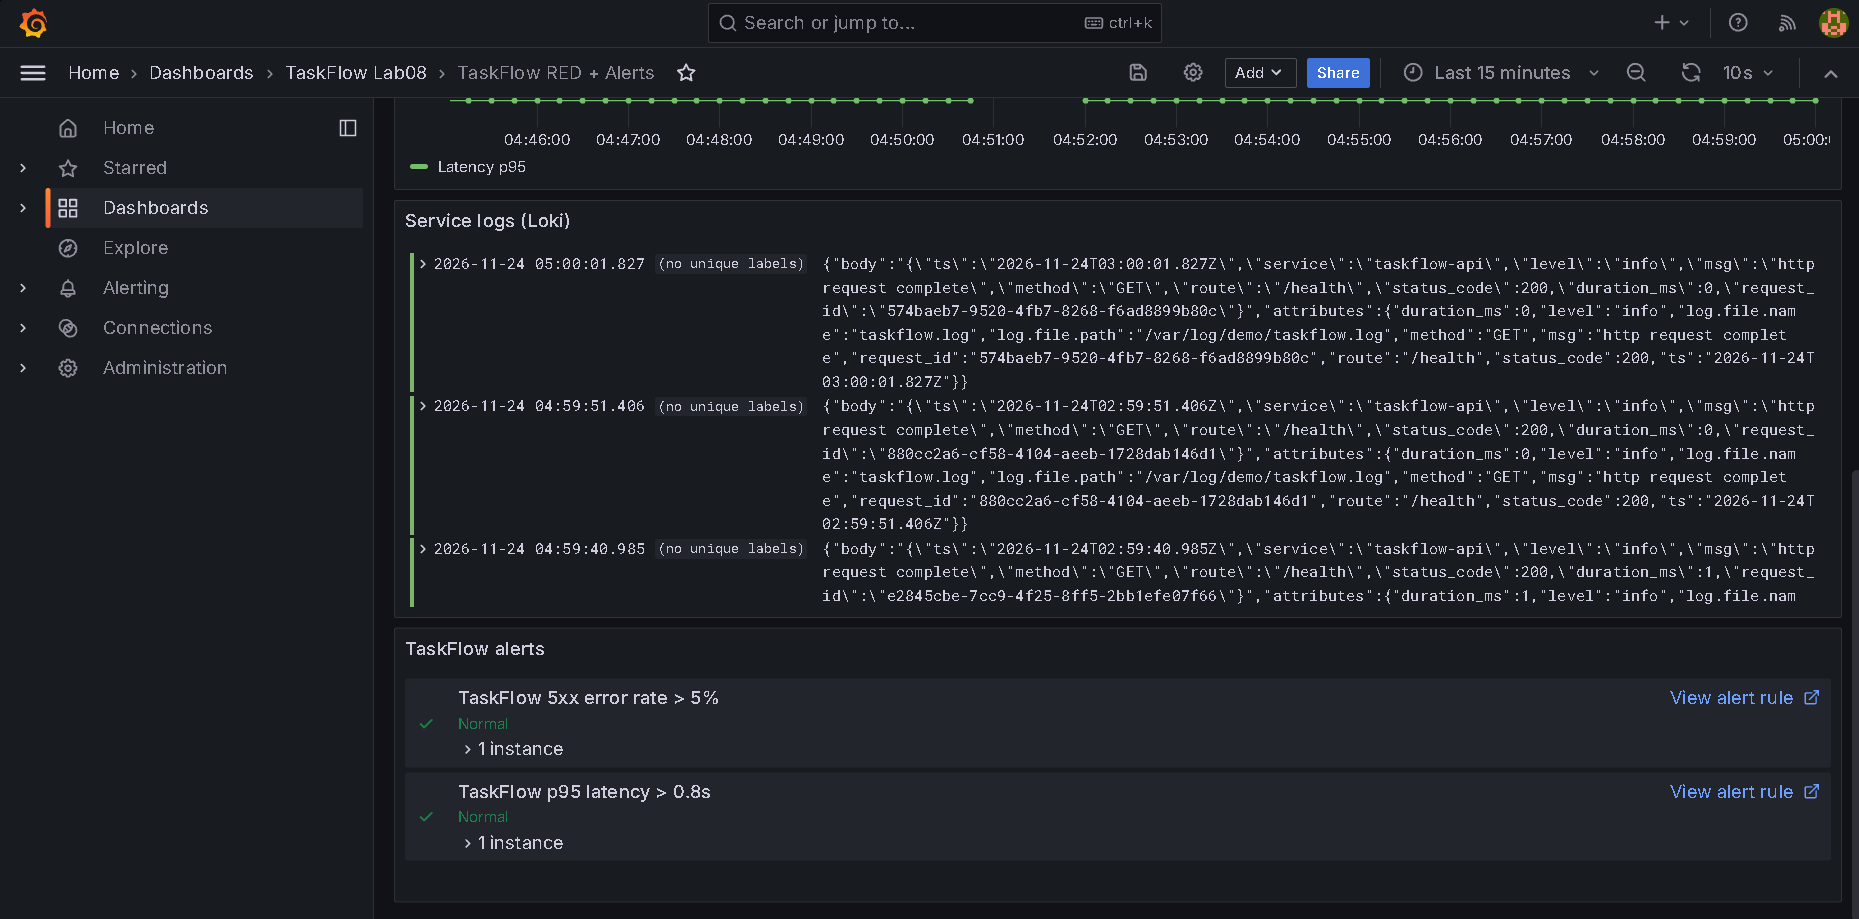 Search or jump to...
ctrl+k
Home › Dashboards › TaskFlow Lab08 › TaskFlow RED + Alerts
Add
Share
Last 15 minutes
10s
Home
Starred
Dashboards
Explore
Alerting
Connections
Administration
04:46:00 04:47:00 04:48:00 04:49:00 04:50:00 04:51:00 04:52:00 04:53:00 04:54:00 04:55:00 04:56:00 04:57:00 04:58:00 04:59:00 05:00:
Latency p95
Service logs (Loki)
2026-11-24 05:00:01.827 (no unique labels) {"body":"{\"ts\":\"2026-11-24T03:00:01.827Z\",\"service\":\"taskflow-api\",\"level\":\"info\",\"msg\":\"http
request complete\",\"method\":\"GET\",\"route\":\"/health\",\"status_code\":200,\"duration_ms\":0,\"request_
id\":\"574baeb7-9520-4fb7-8268-f6ad8899b80c\"}","attributes":{"duration_ms":0,"level":"info","log.file.nam
e":"taskflow.log","log.file.path":"/var/log/demo/taskflow.log","method":"GET","msg":"http request complet
e","request_id":"574baeb7-9520-4fb7-8268-f6ad8899b80c","route":"/health","status_code":200,"ts":"2026-11-24T
03:00:01.827Z"}}
2026-11-24 04:59:51.406 (no unique labels) {"body":"{\"ts\":\"2026-11-24T02:59:51.406Z\",\"service\":\"taskflow-api\",\"level\":\"info\",\"msg\":\"http
request complete\",\"method\":\"GET\",\"route\":\"/health\",\"status_code\":200,\"duration_ms\":0,\"request_
id\":\"880cc2a6-cf58-4104-aeeb-1728dab146d1\"}","attributes":{"duration_ms":0,"level":"info","log.file.nam
e":"taskflow.log","log.file.path":"/var/log/demo/taskflow.log","method":"GET","msg":"http request complet
e","request_id":"880cc2a6-cf58-4104-aeeb-1728dab146d1","route":"/health","status_code":200,"ts":"2026-11-24T
02:59:51.406Z"}}
2026-11-24 04:59:40.985 (no unique labels) {"body":"{\"ts\":\"2026-11-24T02:59:40.985Z\",\"service\":\"taskflow-api\",\"level\":\"info\",\"msg\":\"http
request complete\",\"method\":\"GET\",\"route\":\"/health\",\"status_code\":200,\"duration_ms\":1,\"request_
id\":\"e2845cbe-7cc9-4f25-8ff5-2bb1efe07f66\"}","attributes":{"duration_ms":1,"level":"info","log.file.nam
TaskFlow alerts
TaskFlow 5xx error rate > 5%
View alert rule
Normal
1 instance
TaskFlow p95 latency > 0.8s
View alert rule
Normal
1 instance